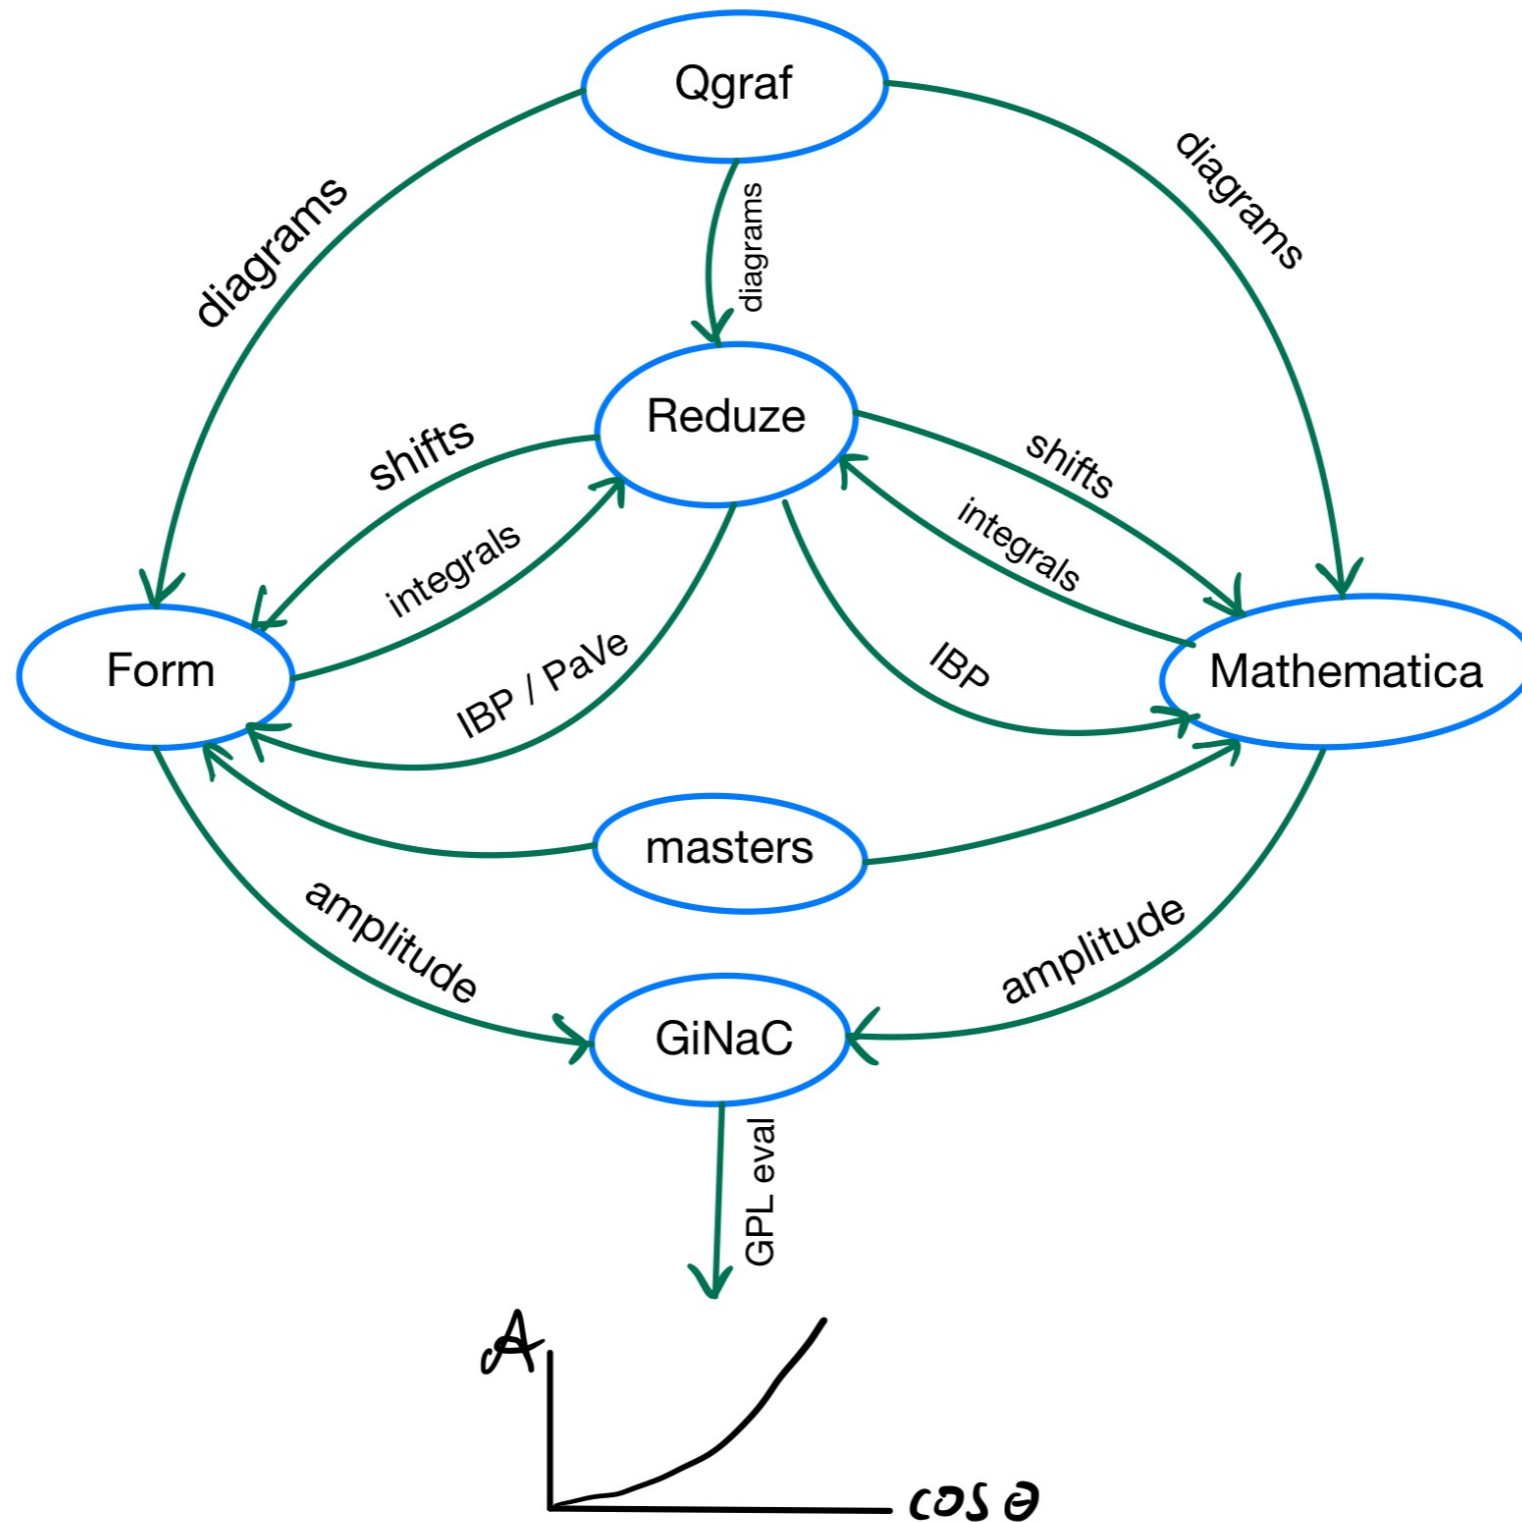 Qgraf
diagrams
diagrams
diagrams
Reduze
shifts
shifts
integrals
integrals
Form
IBP / PaVe
IBP
Mathematica
masters
amplitude
amplitude
GiNaC
GPL eval
A
cos θ